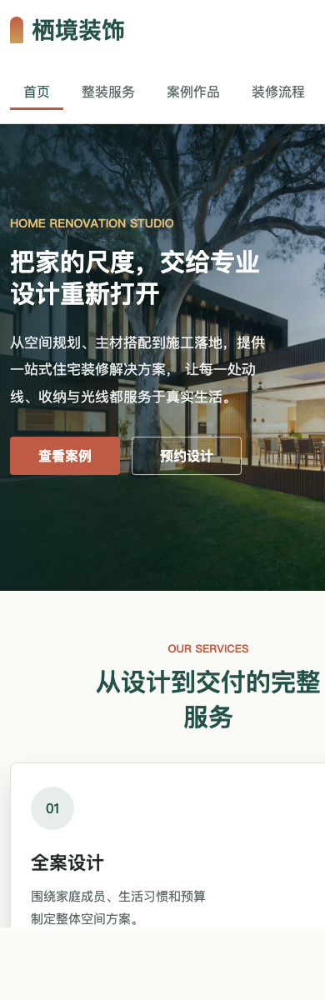 栖境装饰
首页 整装服务 案例作品 装修流程
HOME RENOVATION STUDIO
把家的尺度，交给专业
设计重新打开
从空间规划、主材搭配到施工落地，提供
一站式住宅装修解决方案， 让每一处动
线、收纳与光线都服务于真实生活。
查看案例 预约设计
OUR SERVICES
从设计到交付的完整
服务
01
全案设计
围绕家庭成员、生活习惯和预算
制定整体空间方案。